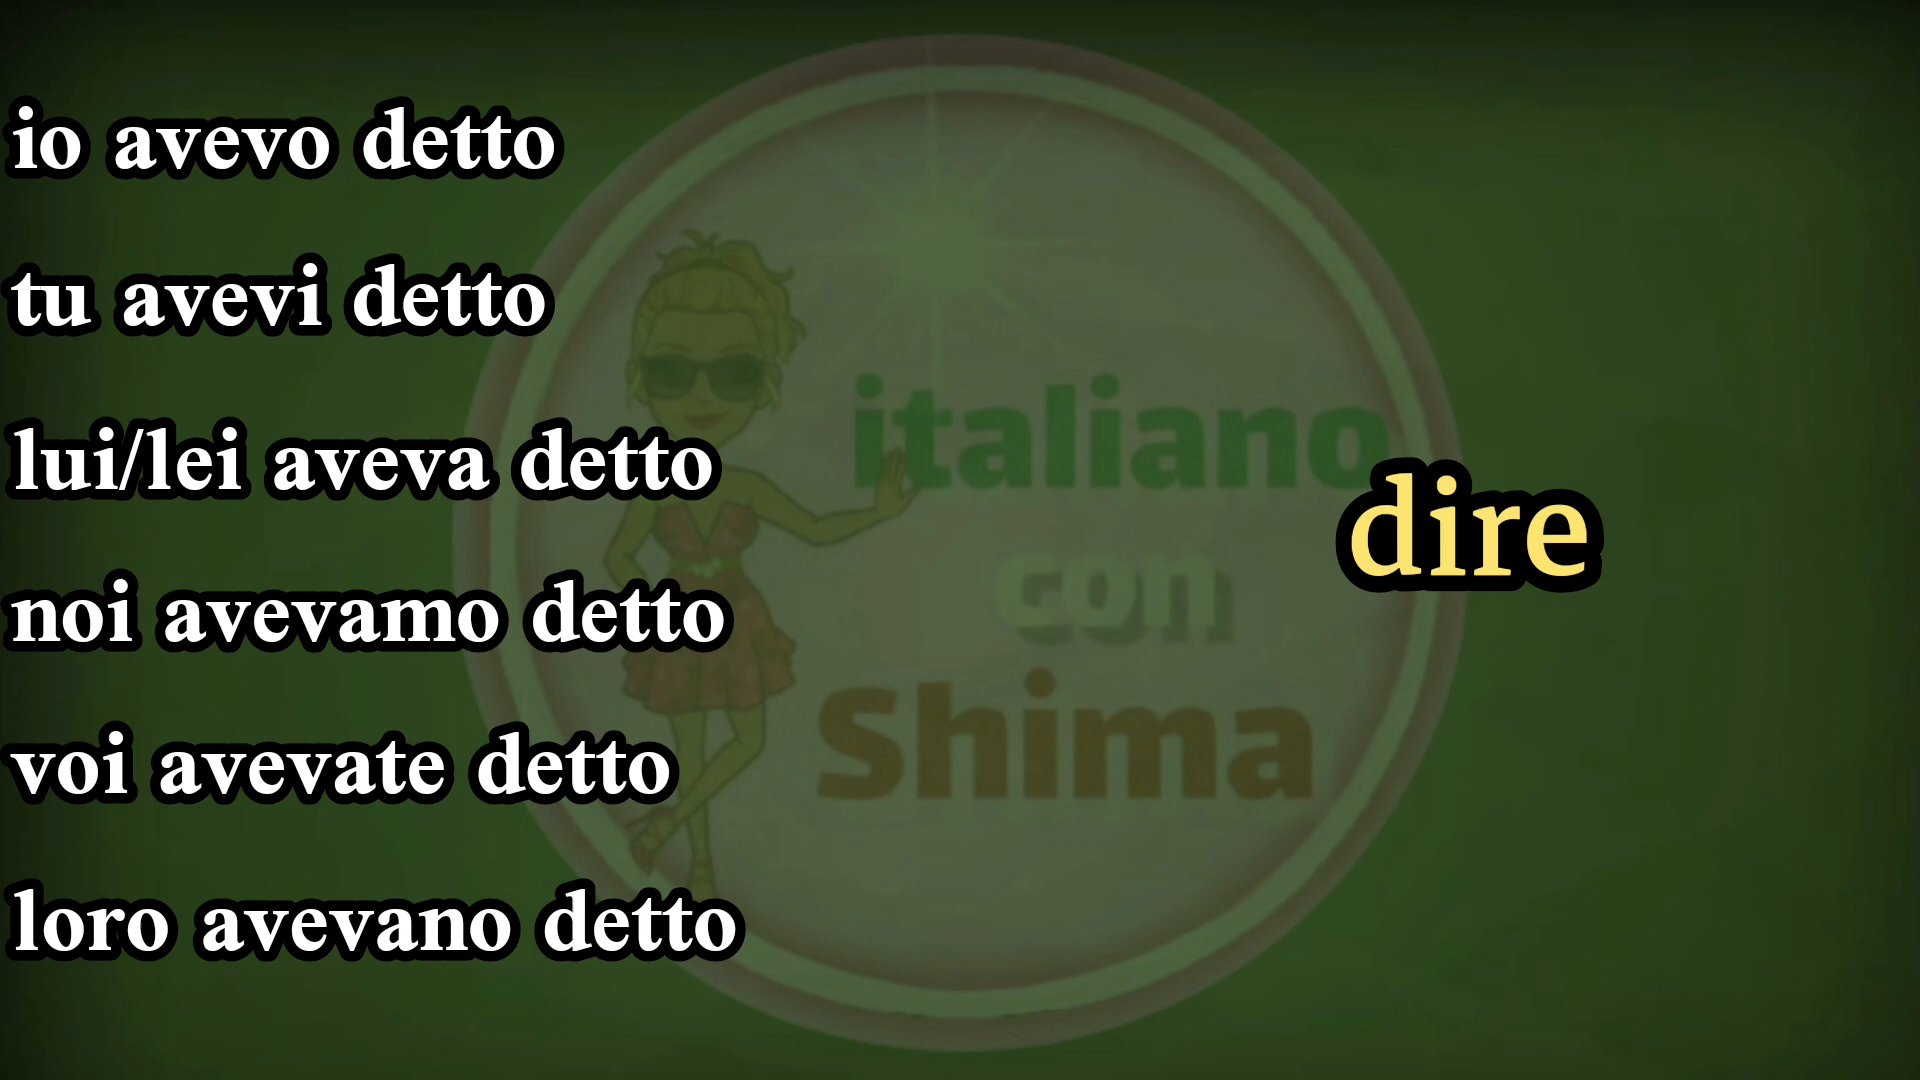 io avevo detto
tu avevi detto
lui/lei aveva detto
noi avevamo detto
voi avevate detto
loro avevano detto
italiano
con
Shima
dire